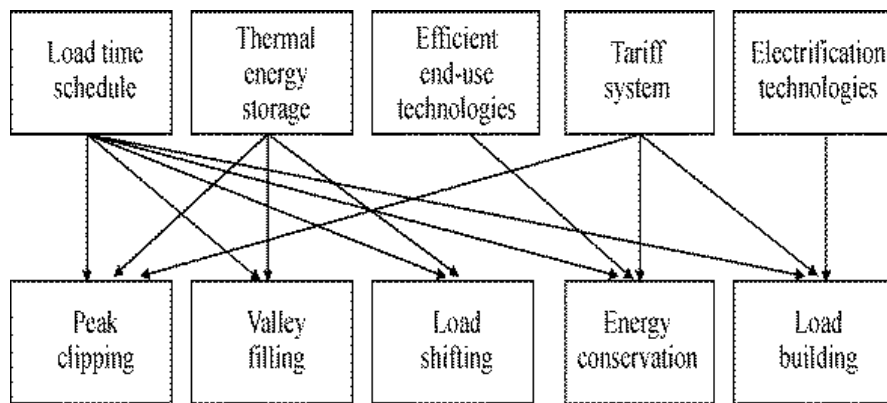 Load time
schedule
Thermal
energy
storage
Efficient
end-use
technologies
Tariff
system
Electrification
technologies
Peak
clipping
Valley
filling
Load
shifting
Energy
conservation
Load
building